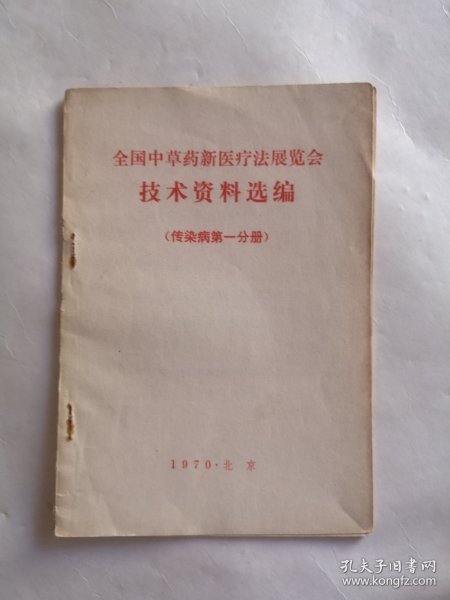 全国中草药新医疗法展览会
技术资料选编
（传染病第一分册）
1970·北京
孔夫子旧书网
www.kongfz.com